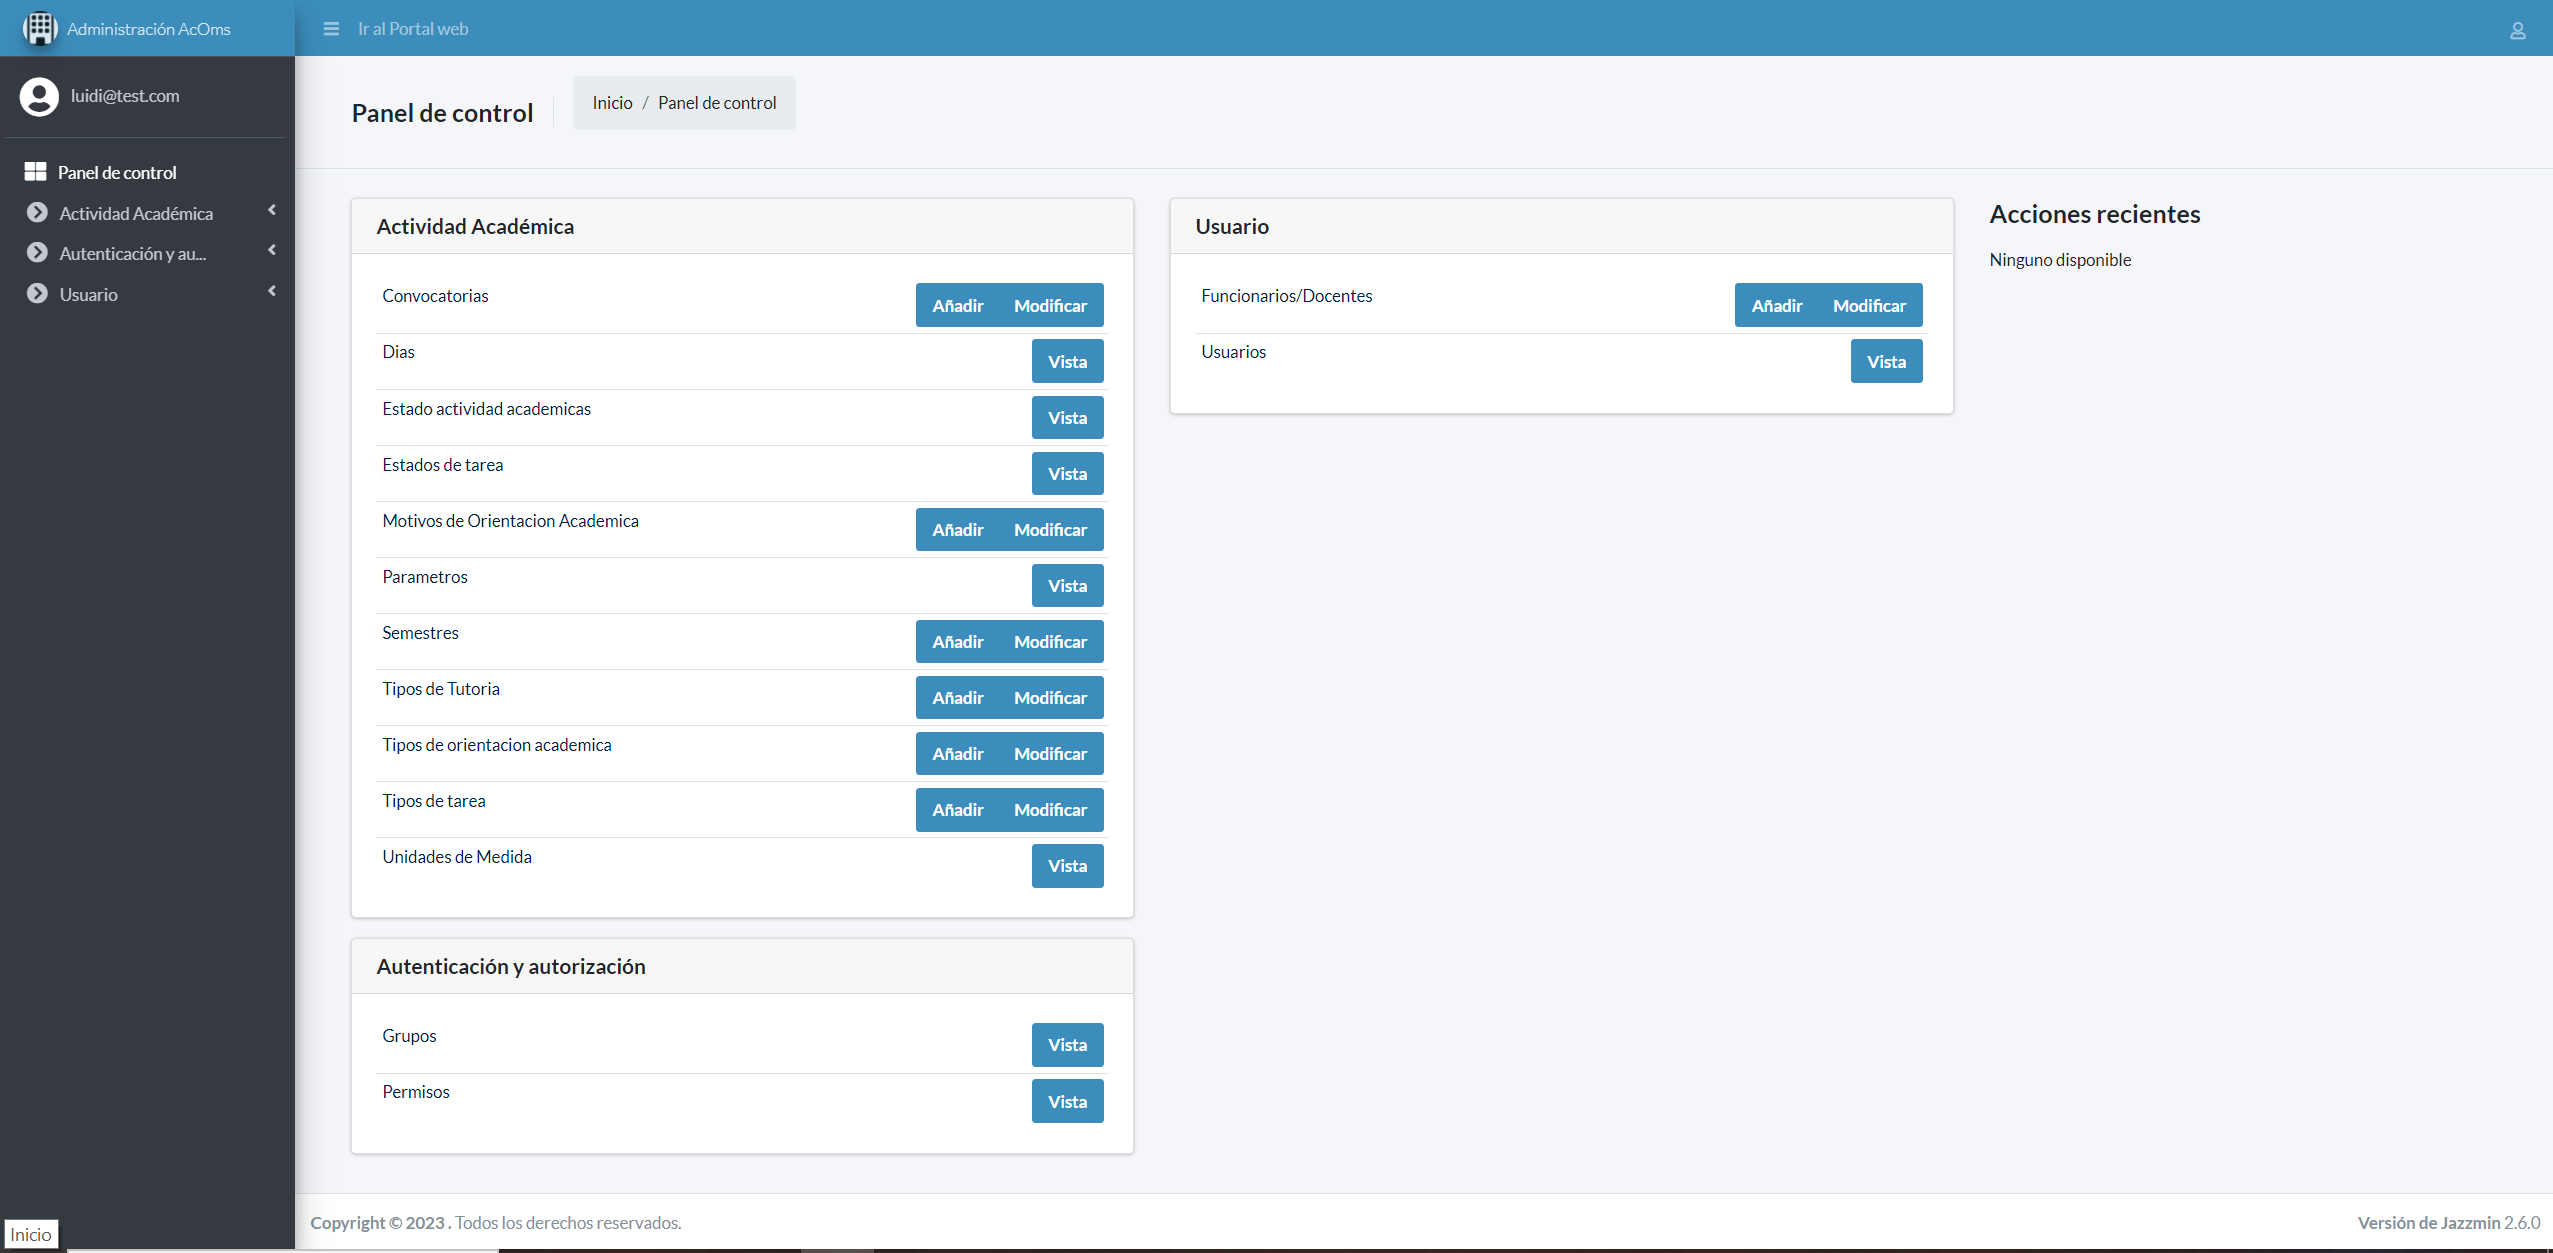 Administración AcOms
Ir al Portal web
luidi@test.com
Panel de control
Actividad Académica
Autenticación y au...
Usuario
Panel de control
Inicio / Panel de control
Actividad Académica
Convocatorias Añadir Modificar
Dias Vista
Estado actividad academicas Vista
Estados de tarea Vista
Motivos de Orientacion Academica Añadir Modificar
Parametros Vista
Semestres Añadir Modificar
Tipos de Tutoria Añadir Modificar
Tipos de orientacion academica Añadir Modificar
Tipos de tarea Añadir Modificar
Unidades de Medida Vista
Autenticación y autorización
Grupos Vista
Permisos Vista
Usuario
Funcionarios/Docentes Añadir Modificar
Usuarios Vista
Acciones recientes
Ninguno disponible
Copyright © 2023 . Todos los derechos reservados.
Versión de Jazzmin 2.6.0
Inicio